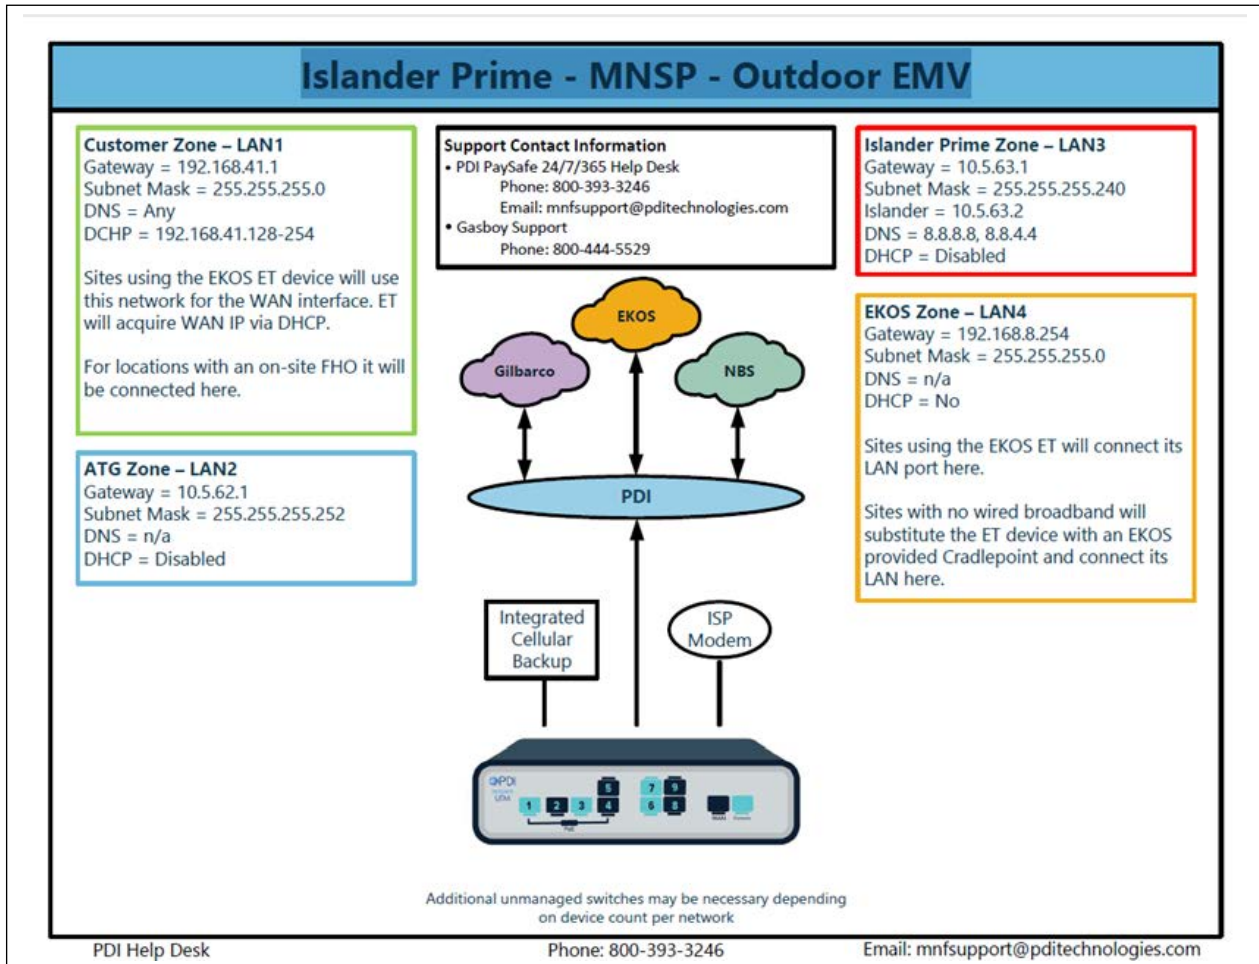 Islander Prime - MNSP - Outdoor EMV
Customer Zone – LAN1
Gateway = 192.168.41.1
Subnet Mask = 255.255.255.0
DNS = Any
DCHP = 192.168.41.128-254
Sites using the EKOS ET device will use
this network for the WAN interface. ET
will acquire WAN IP via DHCP.
For locations with an on-site FHO it will
be connected here.
ATG Zone – LAN2
Gateway = 10.5.62.1
Subnet Mask = 255.255.255.252
DNS = n/a
DHCP = Disabled
Support Contact Information
• PDI PaySafe 24/7/365 Help Desk
Phone: 800-393-3246
Email: mnfsupport@pditechnologies.com
• Gasboy Support
Phone: 800-444-5529
Islander Prime Zone – LAN3
Gateway = 10.5.63.1
Subnet Mask = 255.255.255.240
Islander = 10.5.63.2
DNS = 8.8.8.8, 8.8.4.4
DHCP = Disabled
EKOS Zone – LAN4
Gateway = 192.168.8.254
Subnet Mask = 255.255.255.0
DNS = n/a
DHCP = No
Sites using the EKOS ET will connect its
LAN port here.
Sites with no wired broadband will
substitute the ET device with an EKOS
provided Cradlepoint and connect its
LAN here.
EKOS
Gilbarco
NBS
PDI
Integrated
Cellular
Backup
ISP
Modem
PDI
5 7 9
1 2 3 4 6 8
PoE
WAN
Additional unmanaged switches may be necessary depending
on device count per network
PDI Help Desk
Phone: 800-393-3246
Email: mnfsupport@pditechnologies.com